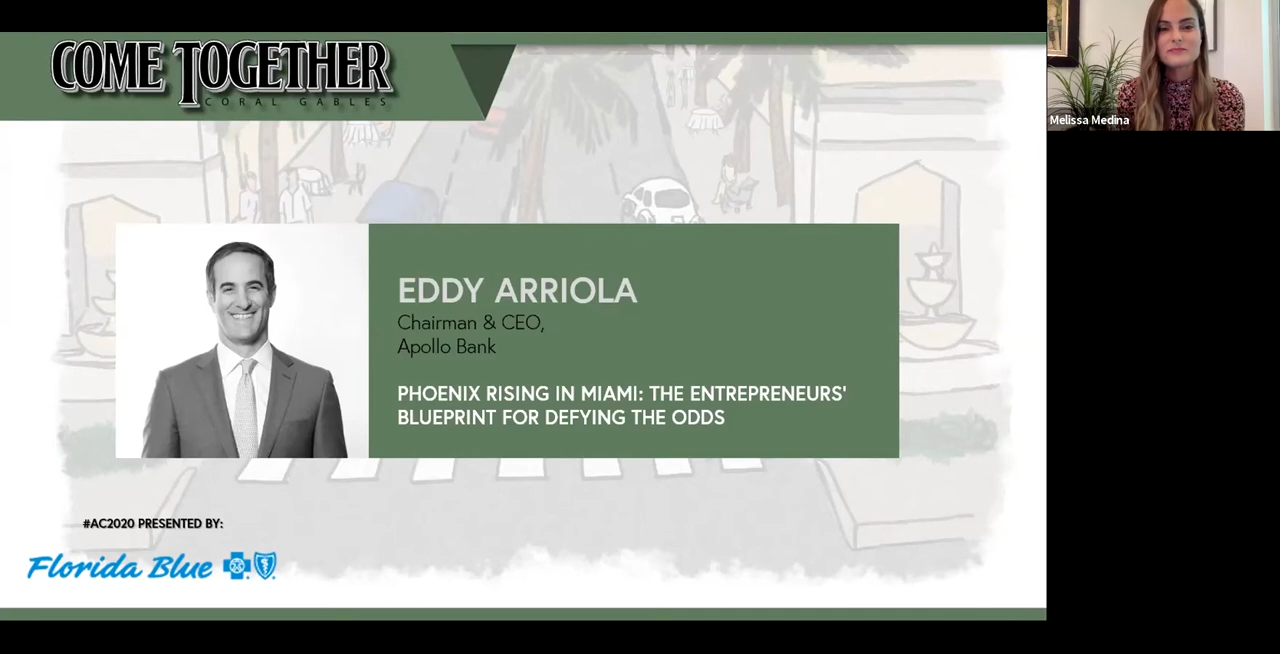 COME TOGETHER
CORAL GABLES
Melissa Medina
EDDY ARRIOLA
Chairman & CEO,
Apollo Bank
PHOENIX RISING IN MIAMI: THE ENTREPRENEURS'
BLUEPRINT FOR DEFYING THE ODDS
#AC2020 PRESENTED BY:
Florida Blue